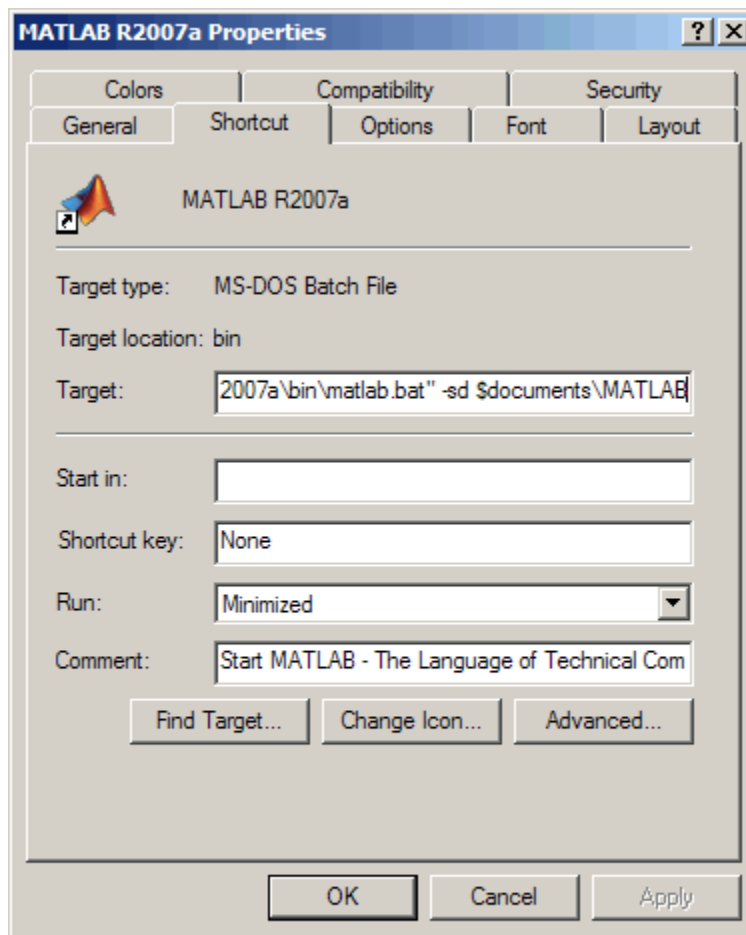 MATLAB R2007a Properties
Colors Compatibility Security
General Shortcut Options Font Layout
MATLAB R2007a
Target type: MS-DOS Batch File
Target location: bin
Target: 2007a\bin\matlab.bat" -sd $documents\MATLAB
Start in:
Shortcut key: None
Run: Minimized
Comment: Start MATLAB - The Language of Technical Com
Find Target... Change Icon... Advanced...
OK Cancel Apply